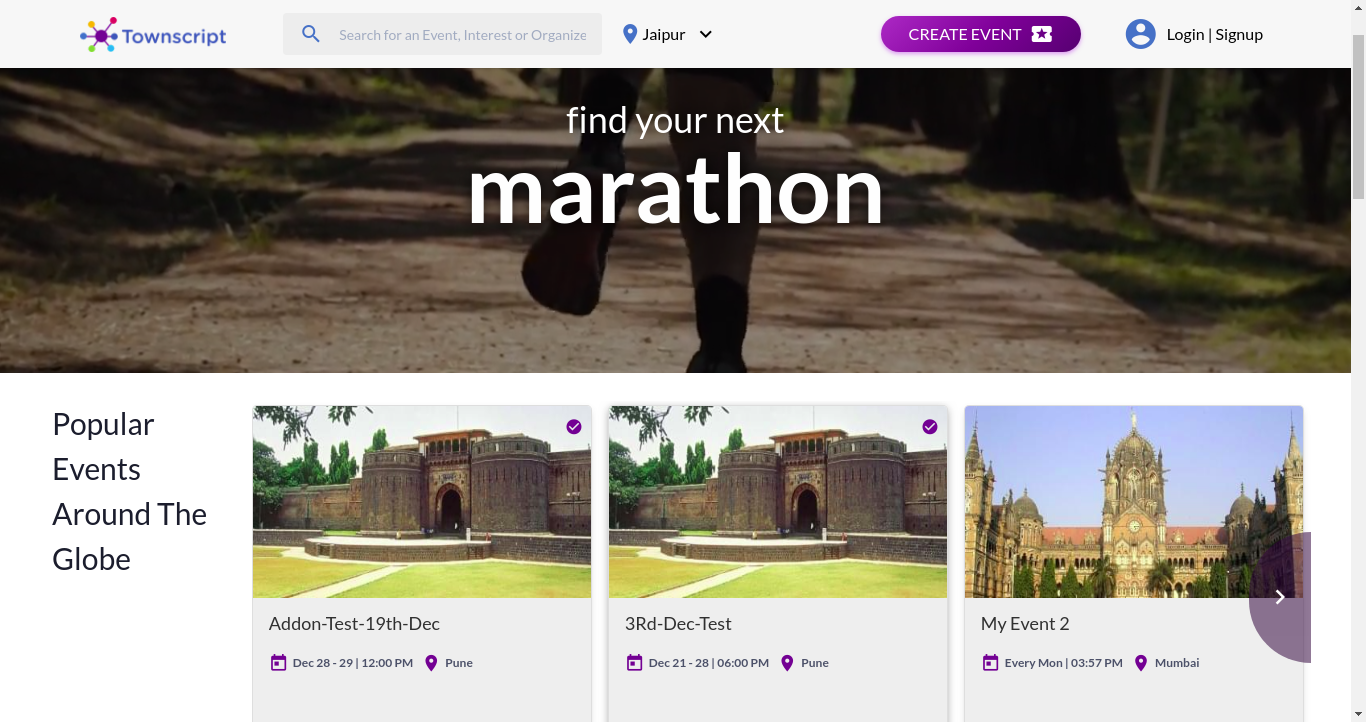 Townscript
Search for an Event, Interest or Organize
Jaipur
CREATE EVENT
Login | Signup
find your next
marathon
Popular
Events
Around The
Globe
Addon-Test-19th-Dec
Dec 28 - 29 | 12:00 PM Pune
3Rd-Dec-Test
Dec 21 - 28 | 06:00 PM Pune
My Event 2
Every Mon | 03:57 PM Mumbai